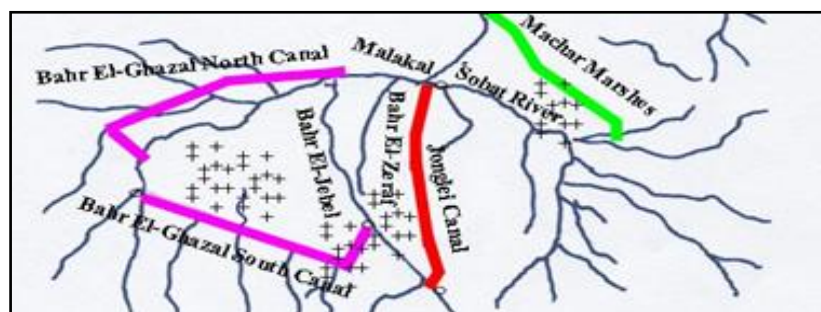 Bahr El-Ghazal North Canal
Malakal
Machar Marshes
Sobat River
Bahr El-Jebel
Bahr El-Zeraf
Jonglei Canal
Bahr El-Ghazal South Canal